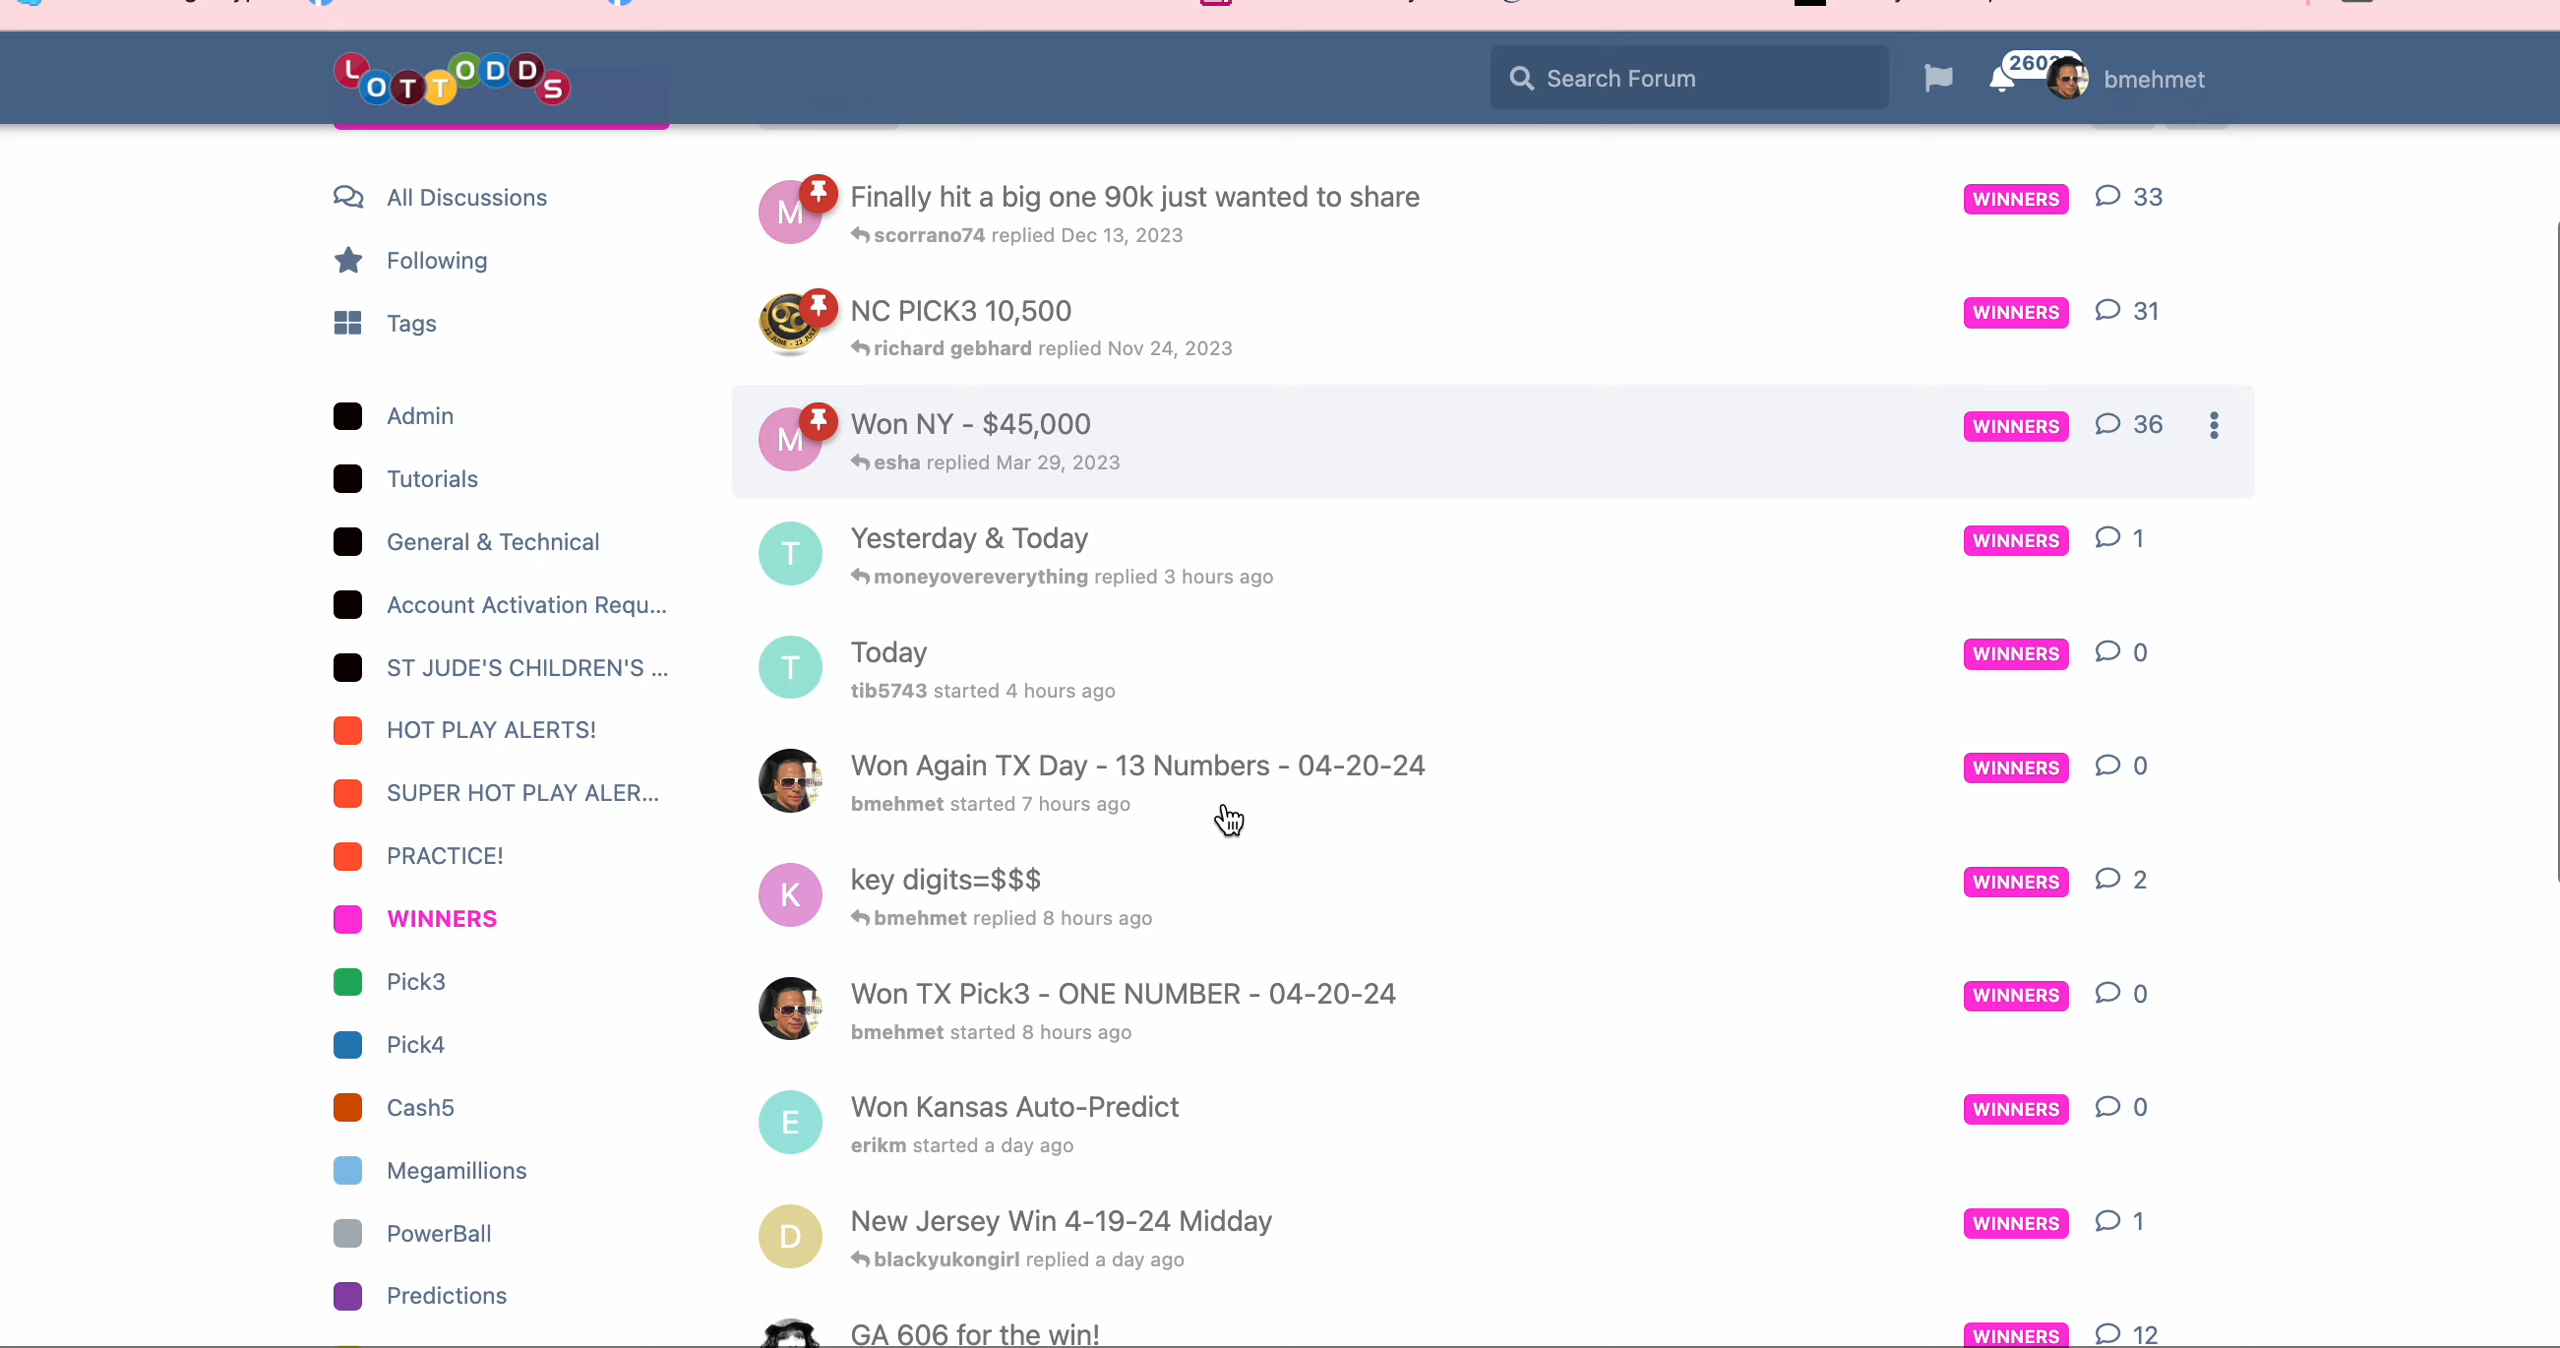 LOTTODDS
Search Forum
bmehmet
All Discussions
Following
Tags
Admin
Tutorials
General & Technical
Account Activation Requ...
ST JUDE'S CHILDREN'S ...
HOT PLAY ALERTS!
SUPER HOT PLAY ALER...
PRACTICE!
WINNERS
Pick3
Pick4
Cash5
Megamillions
PowerBall
Predictions
M
Finally hit a big one 90k just wanted to share
WINNERS 33
scorrano74 replied Dec 13, 2023
NC PICK3 10,500
WINNERS 31
richard gebhard replied Nov 24, 2023
M
Won NY - $45,000
WINNERS 36
esha replied Mar 29, 2023
T
Yesterday & Today
WINNERS 1
moneyovereverything replied 3 hours ago
T
Today
WINNERS 0
tib5743 started 4 hours ago
Won Again TX Day - 13 Numbers - 04-20-24
WINNERS 0
bmehmet started 7 hours ago
K
key digits=$$$
WINNERS 2
bmehmet replied 8 hours ago
Won TX Pick3 - ONE NUMBER - 04-20-24
WINNERS 0
bmehmet started 8 hours ago
E
Won Kansas Auto-Predict
WINNERS 0
erikm started a day ago
D
New Jersey Win 4-19-24 Midday
WINNERS 1
blackyukongirl replied a day ago
GA 606 for the win!
WINNERS 12